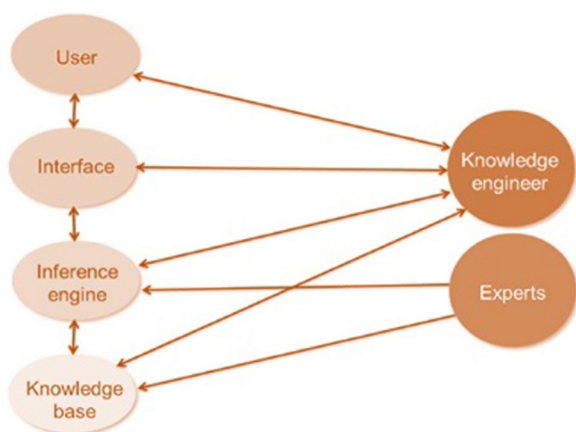 User
Interface
Inference
engine
Knowledge
base
Knowledge
engineer
Experts